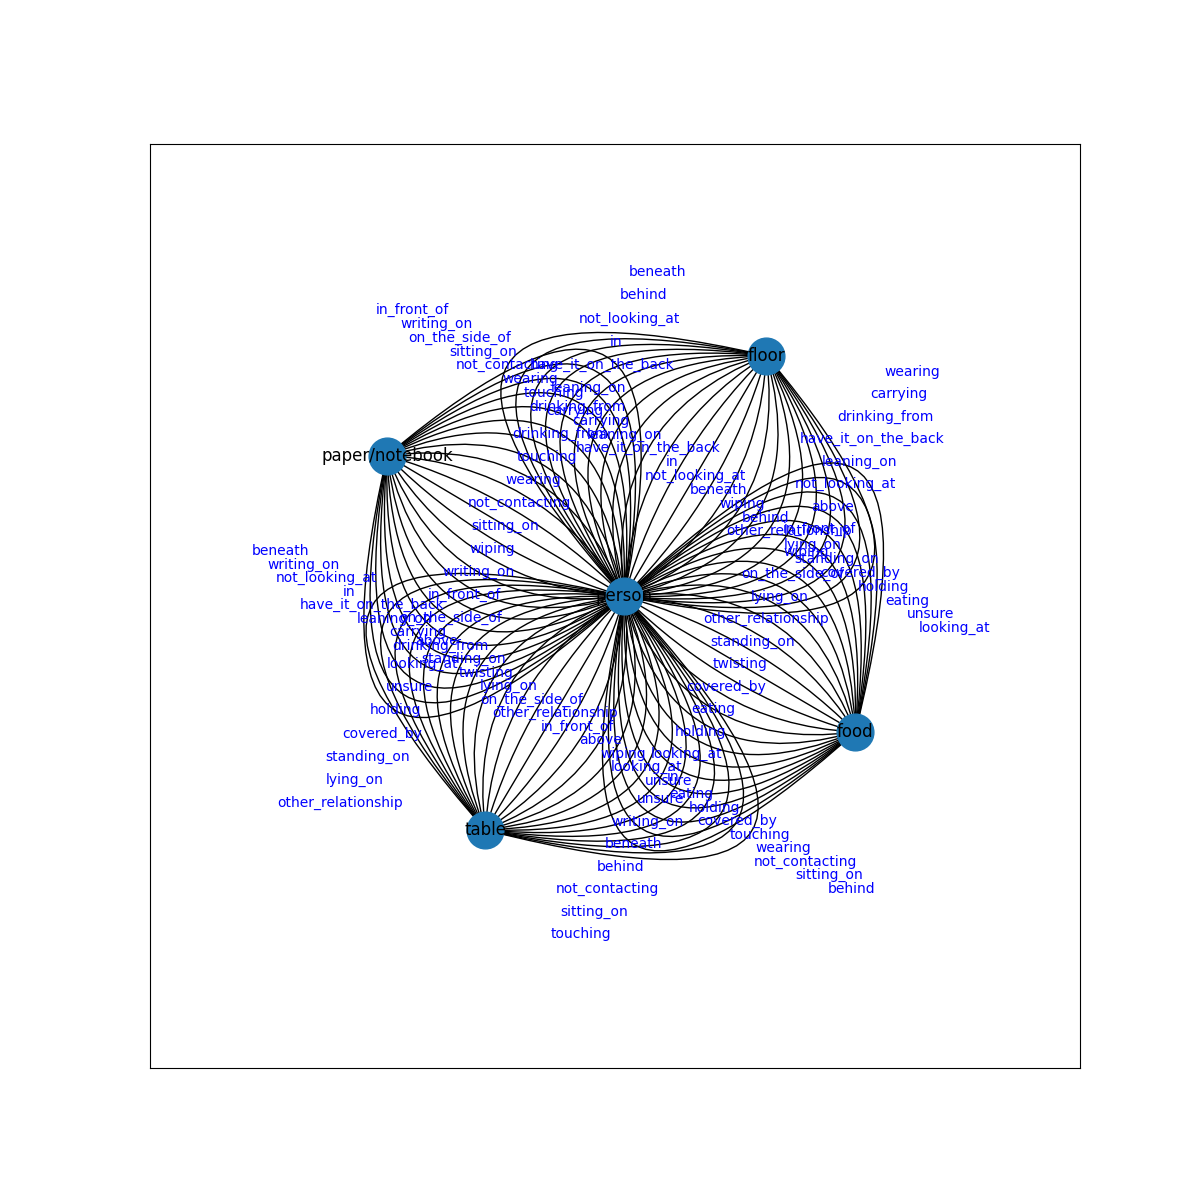 beneath
behind
in_front_of
not_looking_at
writing_on
on_the_side_of
in
sitting_on
floor
not_contacting
have_it_on_the_back
wearing
wearing
leaning_on
touching
carrying
drinking_from
carrying
drinking_from
carrying
drinking_from
leaning_on
have_it_on_the_back
have_it_on_the_back
paper/notebook
touching
in
leaning_on
not_looking_at
wearing
not_looking_at
beneath
not_contacting
wiping
above
behind
sitting_on
other_relationship
in_front_of
lying_on
wiping
beneath
wiping
standing_on
writing_on
not_looking_at
writing_on
on_the_side_of
covered_by
in
in_front_of
person
lying_on
holding
have_it_on_the_back
eating
leaning_on
on_the_side_of
other_relationship
unsure
carrying
looking_at
above
drinking_from
standing_on
standing_on
looking_at
twisting
twisting
unsure
lying_on
covered_by
on_the_side_of
holding
other_relationship
eating
covered_by
in_front_of
holding
food
above
standing_on
wiping
looking_at
looking_at
lying_on
in
unsure
eating
other_relationship
unsure
holding
table
writing_on
covered_by
touching
beneath
wearing
behind
not_contacting
not_contacting
sitting_on
behind
sitting_on
touching